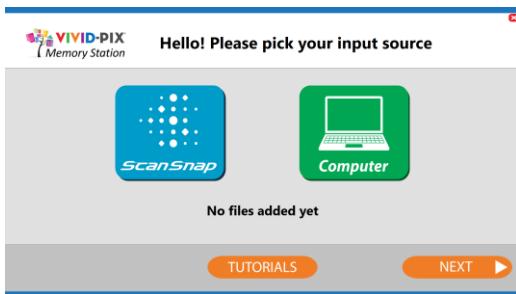 VIVID-PIX
Memory Station
Hello! Please pick your input source
ScanSnap
Computer
No files added yet
TUTORIALS
NEXT